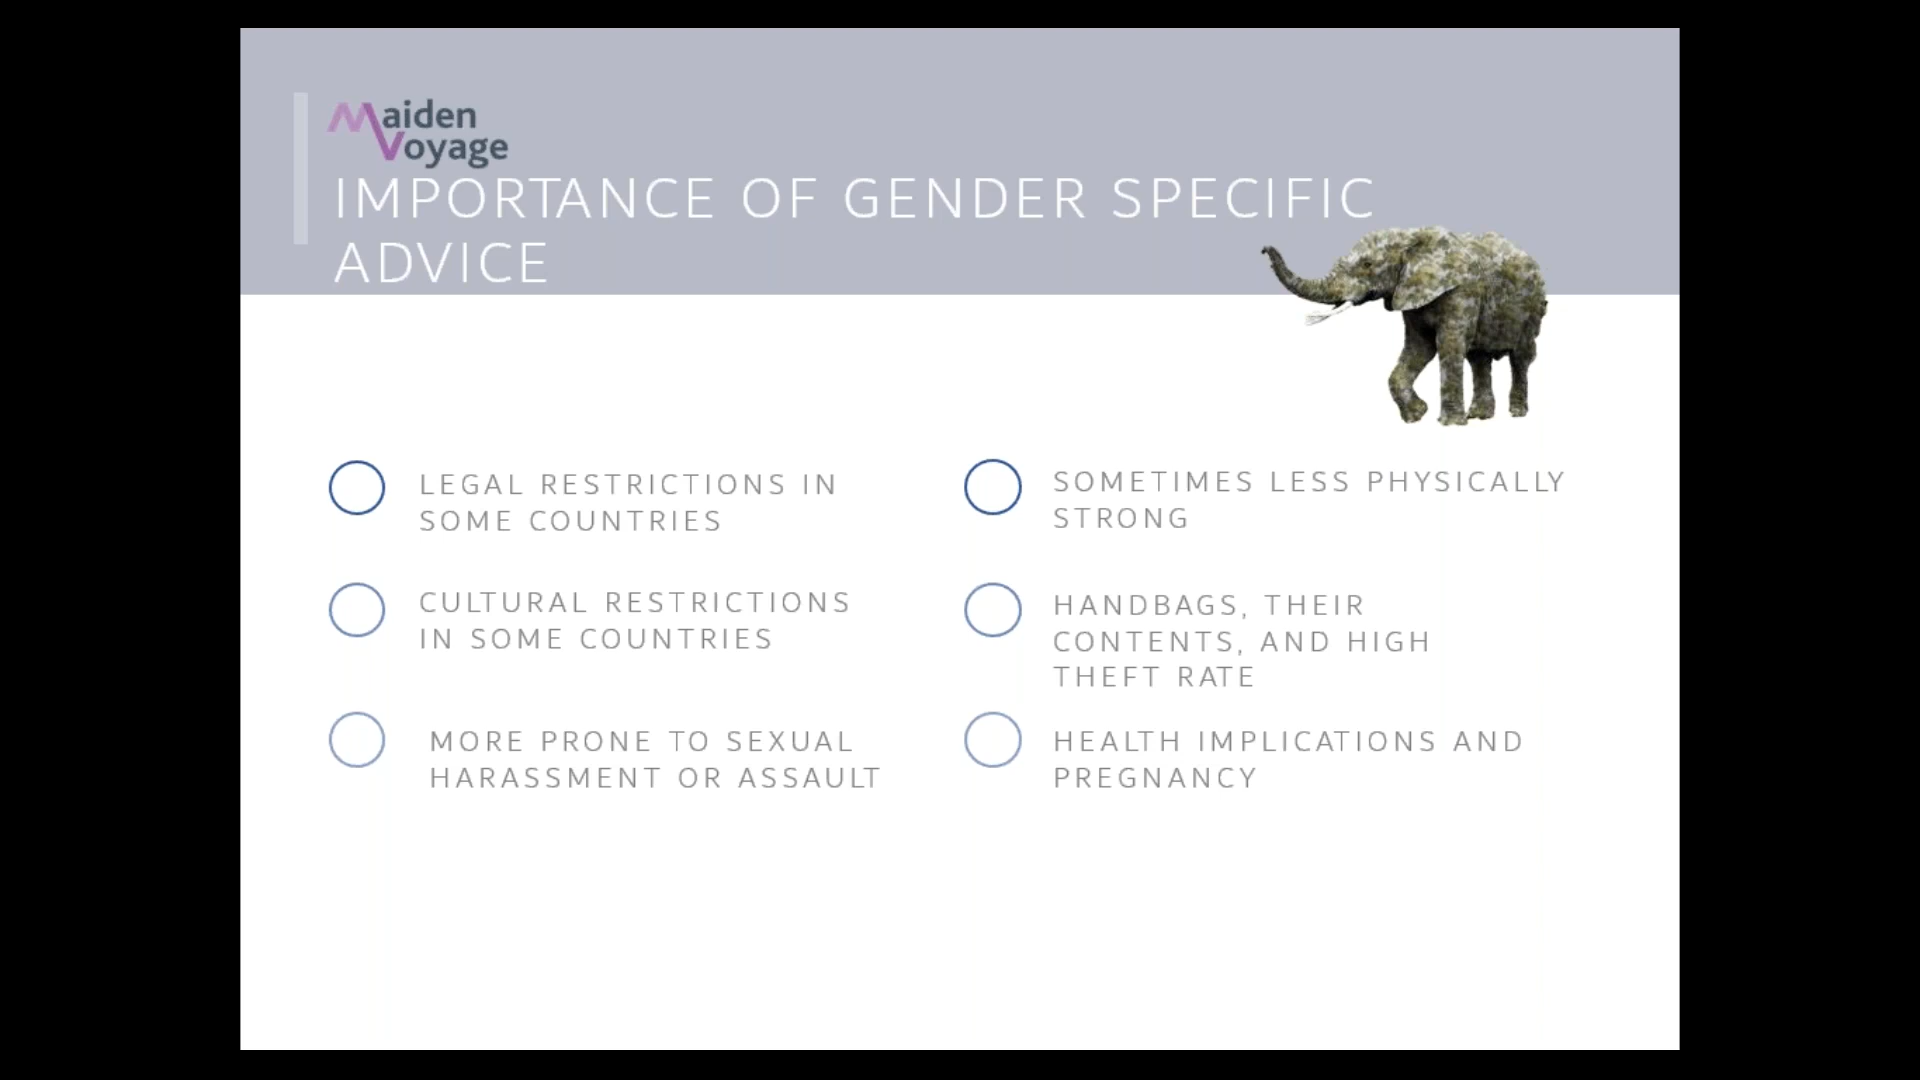 Maiden
Voyage
IMPORTANCE OF GENDER SPECIFIC
ADVICE
LEGAL RESTRICTIONS IN
SOME COUNTRIES
CULTURAL RESTRICTIONS
IN SOME COUNTRIES
MORE PRONE TO SEXUAL
HARASSMENT OR ASSAULT
SOMETIMES LESS PHYSICALLY
STRONG
HANDBAGS, THEIR
CONTENTS, AND HIGH
THEFT RATE
HEALTH IMPLICATIONS AND
PREGNANCY